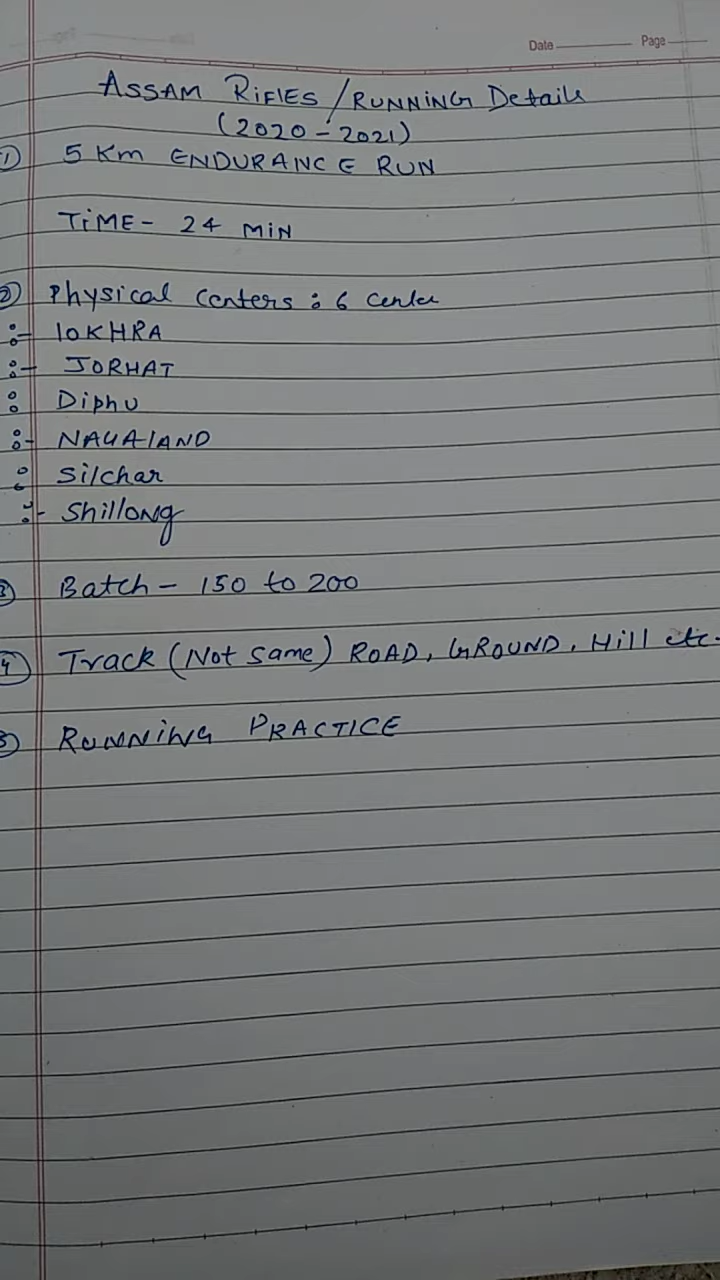 Date Page
ASSAM RIFLES / RUNNING Details
(2020-2021)
① 5 Km ENDURANCE RUN
TIME - 24 MIN
② Physical Centers : 6 Center
:- LOKHRA
:- JORHAT
: Diphu
:- NAGALAND
: Silchar
:- Shillong
③ Batch - 150 to 200
④ Track (Not Same) ROAD, GROUND, Hill etc.
⑤ RUNNING PRACTICE